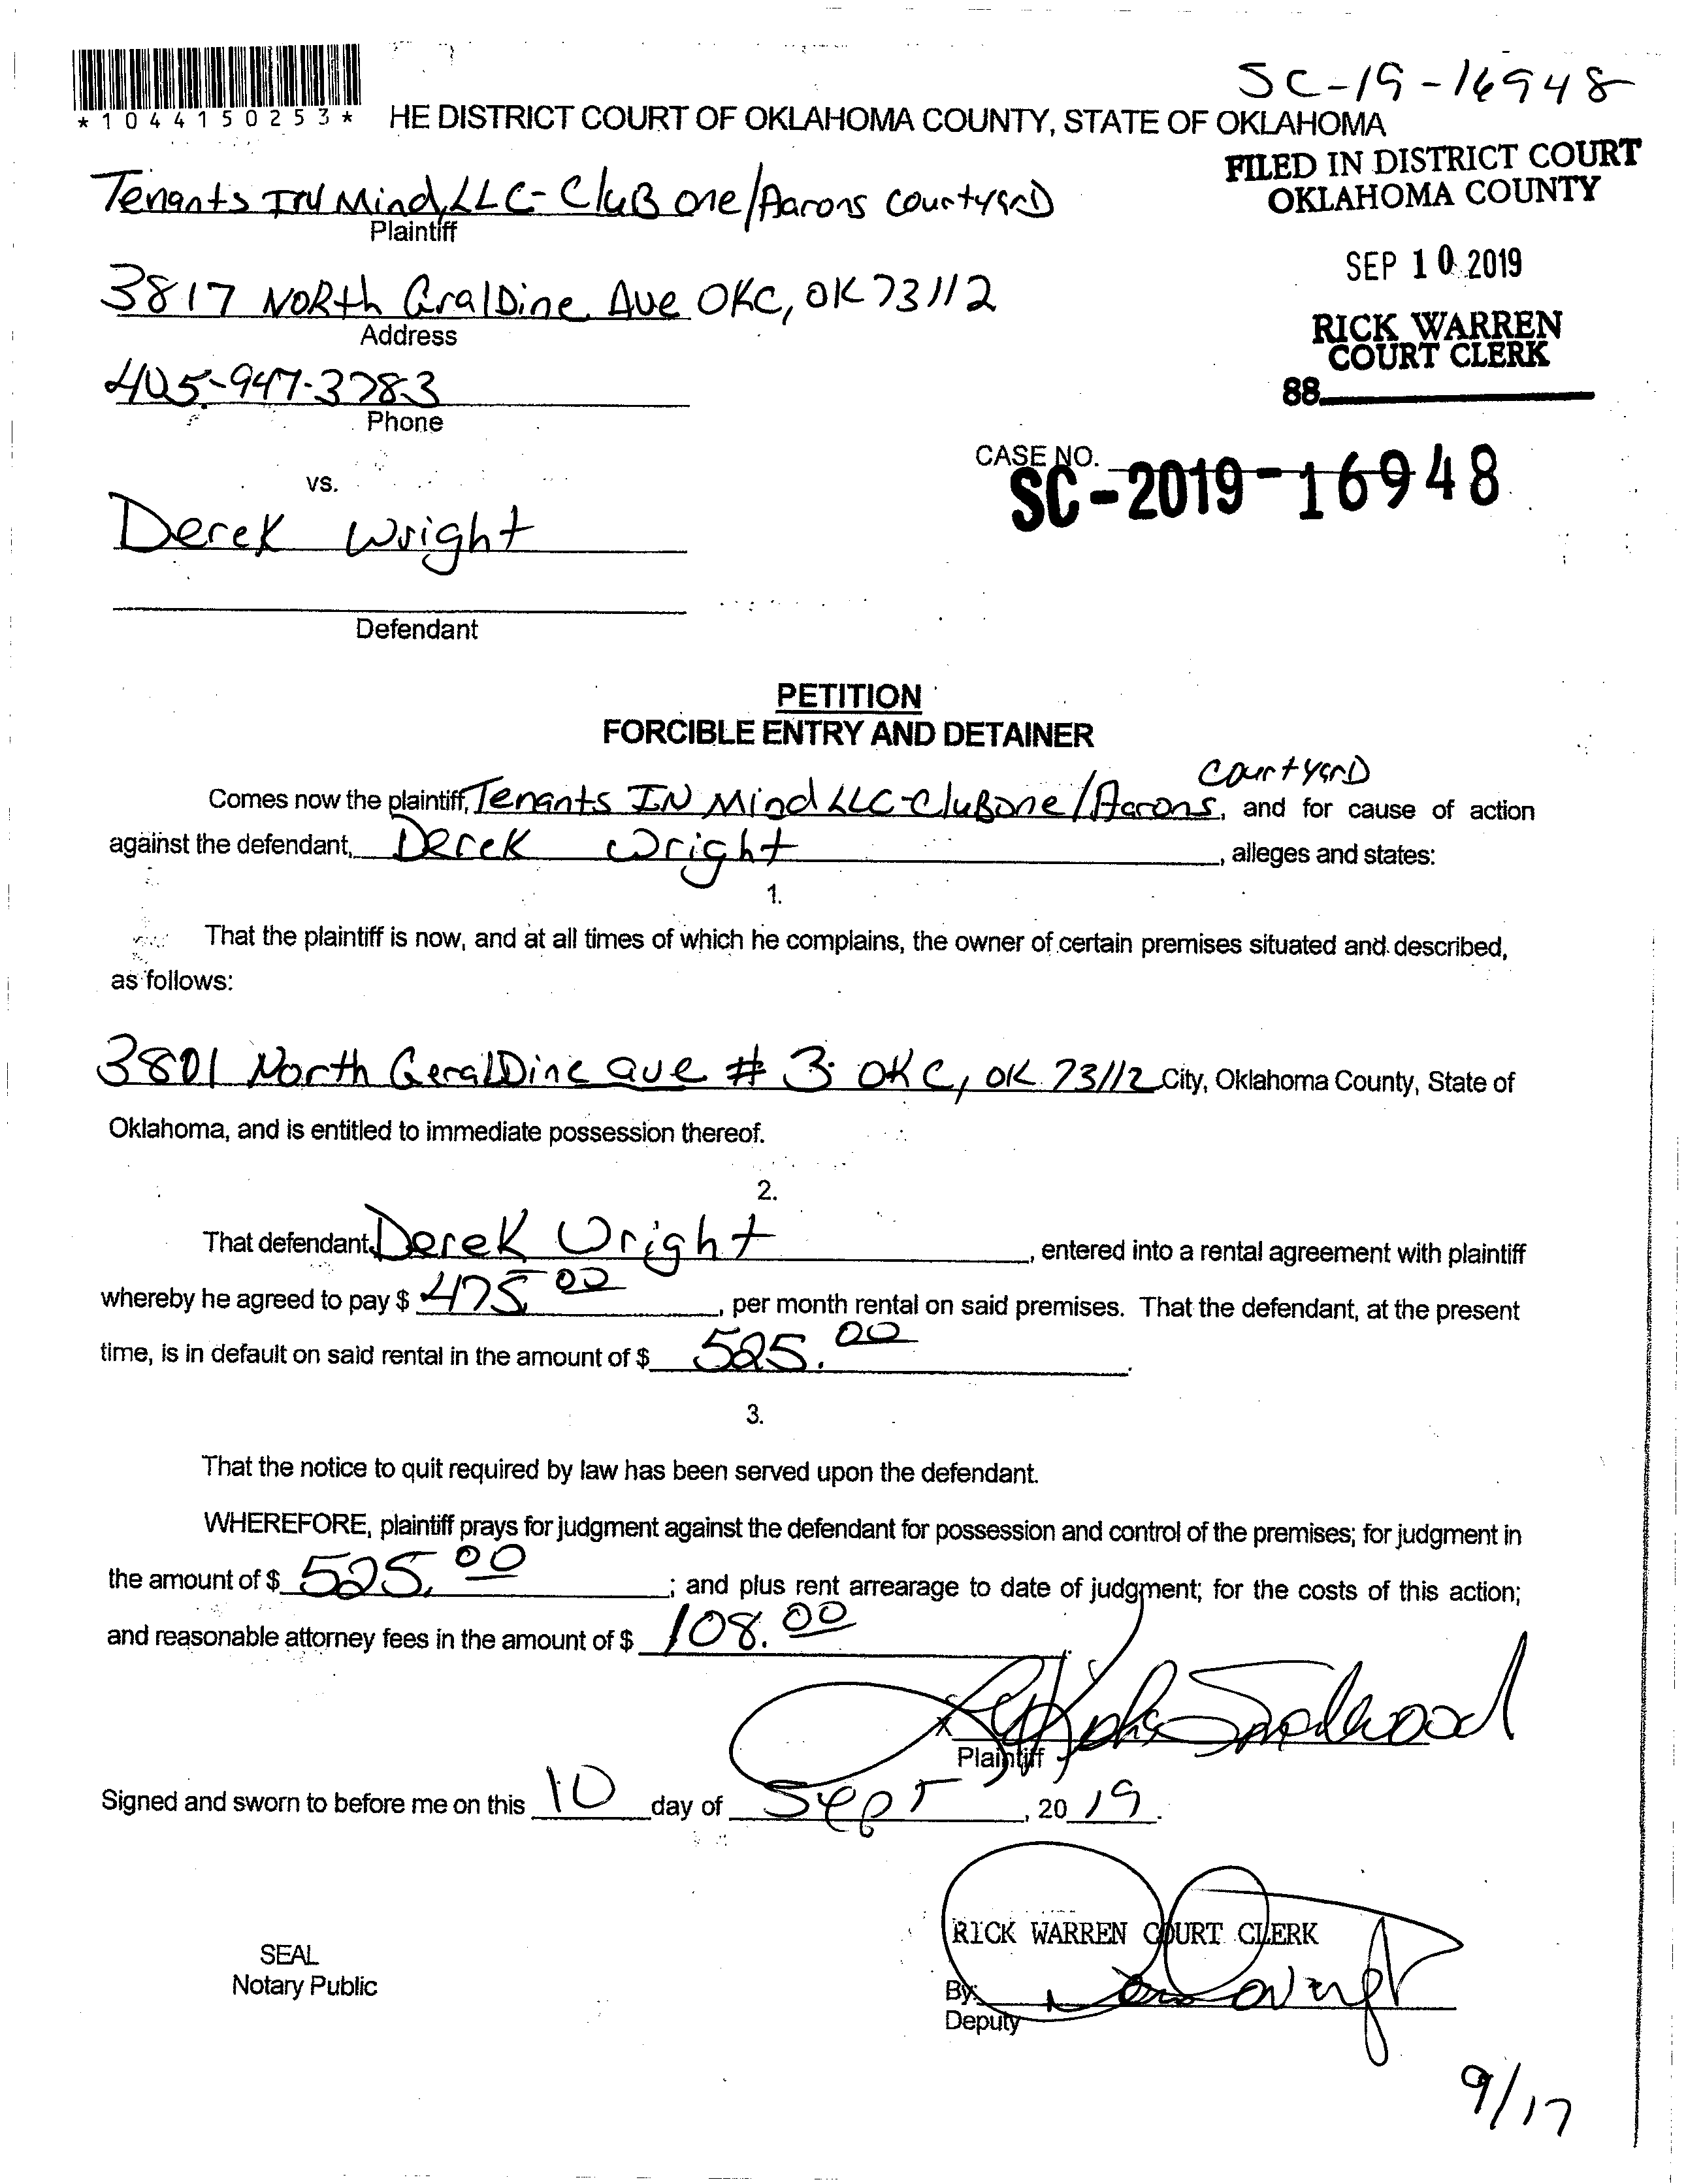 SC-19-16948
*1044150253*
HE DISTRICT COURT OF OKLAHOMA COUNTY, STATE OF OKLAHOMA
FILED IN DISTRICT COURT
OKLAHOMA COUNTY
Tenants IN Mind, LLC - CluB one/Aarons CourtyarD
Plaintiff
SEP 10 2019
3817 NoRth GralDine Ave OKC, OK 73112
Address
RICK WARREN
COURT CLERK
88
405-947-3783
Phone
CASE NO.
SC-2019-16948
vs.
Derek Wright
Defendant
PETITION
FORCIBLE ENTRY AND DETAINER
CourtyarD
Comes now the plaintiff, Tenants IN Mind LLC-CluBone/Aarons, and for cause of action
against the defendant, Derek Wright, alleges and states:
1.
That the plaintiff is now, and at all times of which he complains, the owner of certain premises situated and described,
as follows:
3801 North GeralDine ave # 3 OKC, OK 73112 City, Oklahoma County, State of
Oklahoma, and is entitled to immediate possession thereof.
2.
That defendant, Derek Wright, entered into a rental agreement with plaintiff
whereby he agreed to pay $ 475.00, per month rental on said premises. That the defendant, at the present
time, is in default on said rental in the amount of $ 525.00.
3.
That the notice to quit required by law has been served upon the defendant.
WHEREFORE, plaintiff prays for judgment against the defendant for possession and control of the premises; for judgment in
the amount of $ 525.00; and plus rent arrearage to date of judgment; for the costs of this action;
and reasonable attorney fees in the amount of $ 108.00
x
Plaintiff
Signed and sworn to before me on this 10 day of Sept, 2019.
RICK WARREN COURT CLERK
SEAL
Notary Public
By:
Deputy
9/17